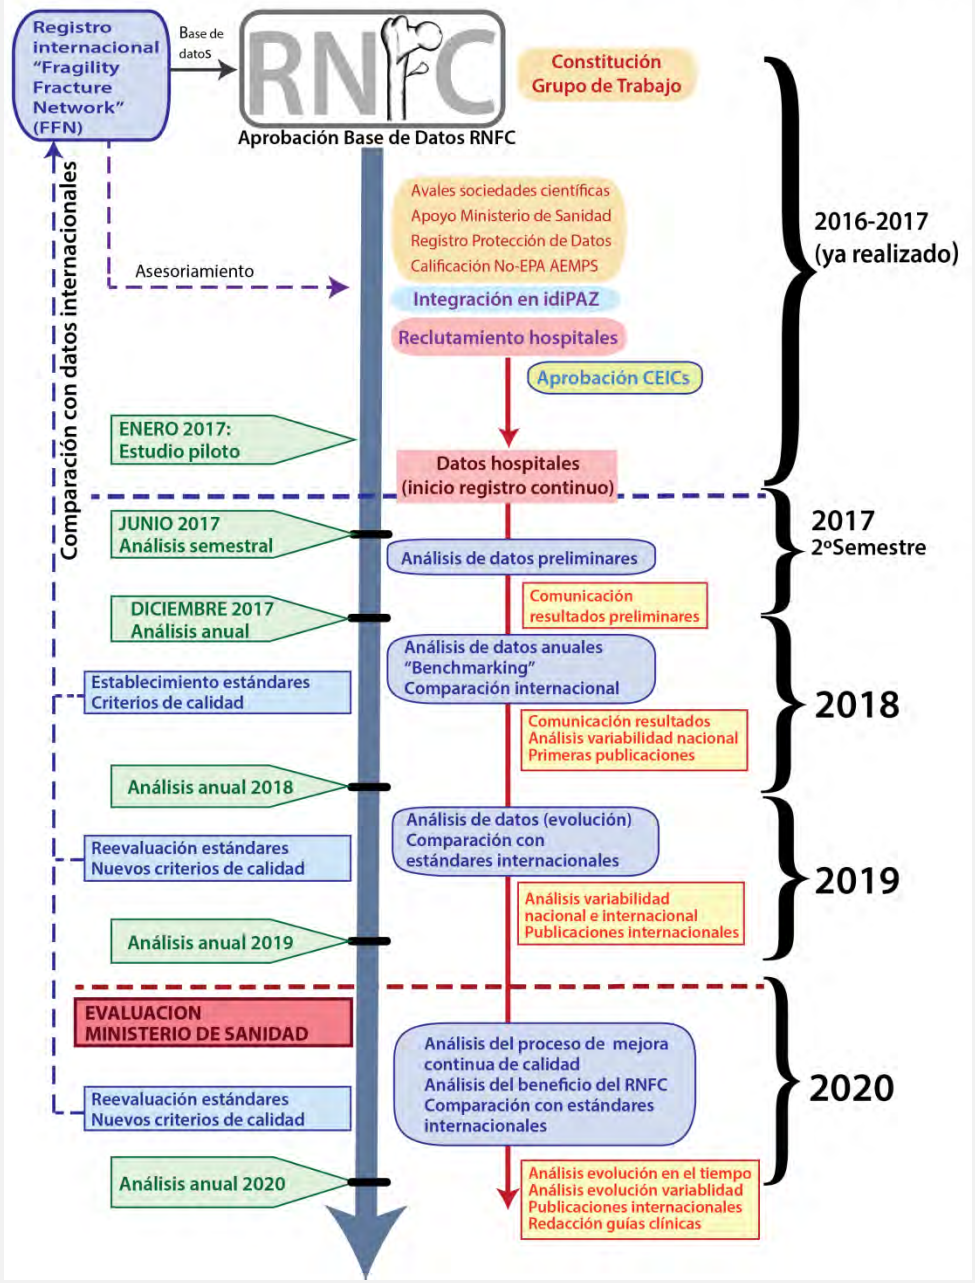 Registro
internacional
“Fragility
Fracture
Network”
(FFN)
Base de
datos
RNFC
Aprobación Base de Datos RNFC
Constitución
Grupo de Trabajo
Avales sociedades científicas
Apoyo Ministerio de Sanidad
Registro Protección de Datos
Calificación No-EPA AEMPS
2016-2017
(ya realizado)
Asesoriamiento
Integración en idiPAZ
Reclutamiento hospitales
Aprobación CEICs
Comparación con datos internacionales
ENERO 2017:
Estudio piloto
Datos hospitales
(inicio registro continuo)
JUNIO 2017
Análisis semestral
2017
2ºSemestre
Análisis de datos preliminares
DICIEMBRE 2017
Análisis anual
Comunicación
resultados preliminares
Análisis de datos anuales
“Benchmarking”
Comparación internacional
Establecimiento estándares
Criterios de calidad
2018
Comunicación resultados
Análisis variabilidad nacional
Primeras publicaciones
Análisis anual 2018
Análisis de datos (evolución)
Comparación con
estándares internacionales
Reevaluación estándares
Nuevos criterios de calidad
2019
Análisis variabilidad
nacional e internacional
Publicaciones internacionales
Análisis anual 2019
EVALUACION
MINISTERIO DE SANIDAD
Análisis del proceso de mejora
continua de calidad
Análisis del beneficio del RNFC
Comparación con estándares
internacionales
2020
Reevaluación estándares
Nuevos criterios de calidad
Análisis anual 2020
Análisis evolución en el tiempo
Análisis evolución variablidad
Publicaciones internacionales
Redacción guías clínicas